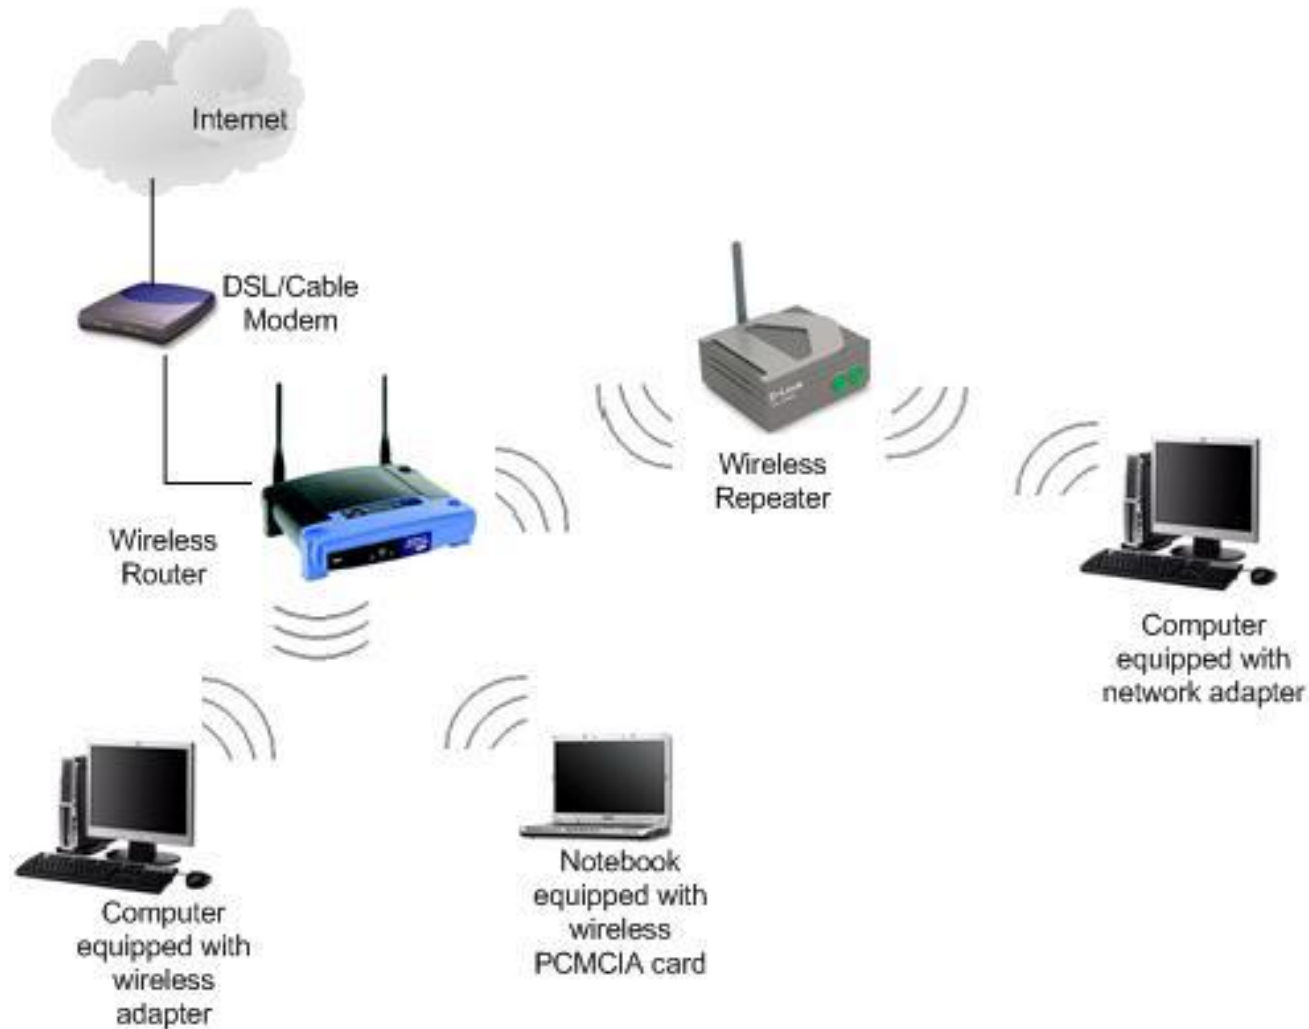 Internet
DSL/Cable
Modem
Wireless
Router
Wireless
Repeater
D-Link
Computer
equipped with
network adapter
Computer
equipped with
wireless
adapter
Notebook
equipped with
wireless
PCMCIA card